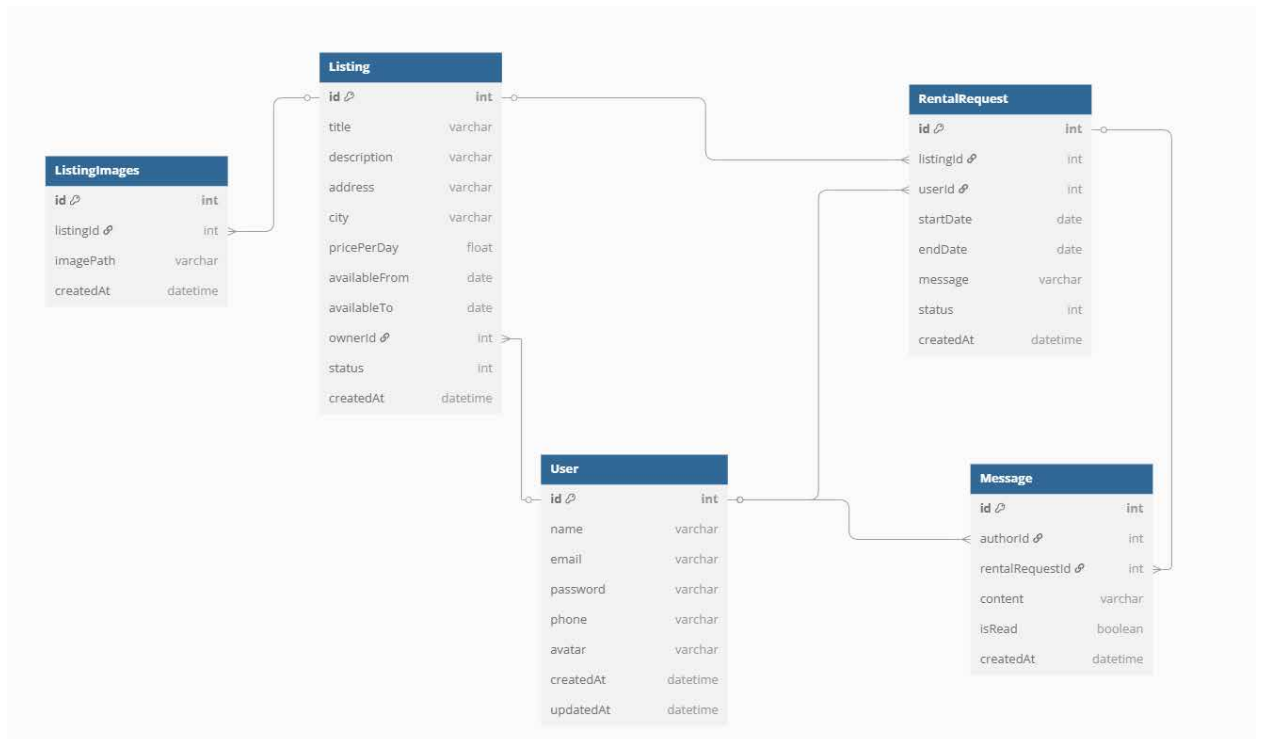 Listing
id int
title varchar
description varchar
address varchar
city varchar
pricePerDay float
availableFrom date
availableTo date
ownerId int
status int
createdAt datetime
ListingImages
id int
listingId int
imagePath varchar
createdAt datetime
RentalRequest
id int
listingId int
userId int
startDate date
endDate date
message varchar
status int
createdAt datetime
User
id int
name varchar
email varchar
password varchar
phone varchar
avatar varchar
createdAt datetime
updatedAt datetime
Message
id int
authorId int
rentalRequestId int
content varchar
isRead boolean
createdAt datetime